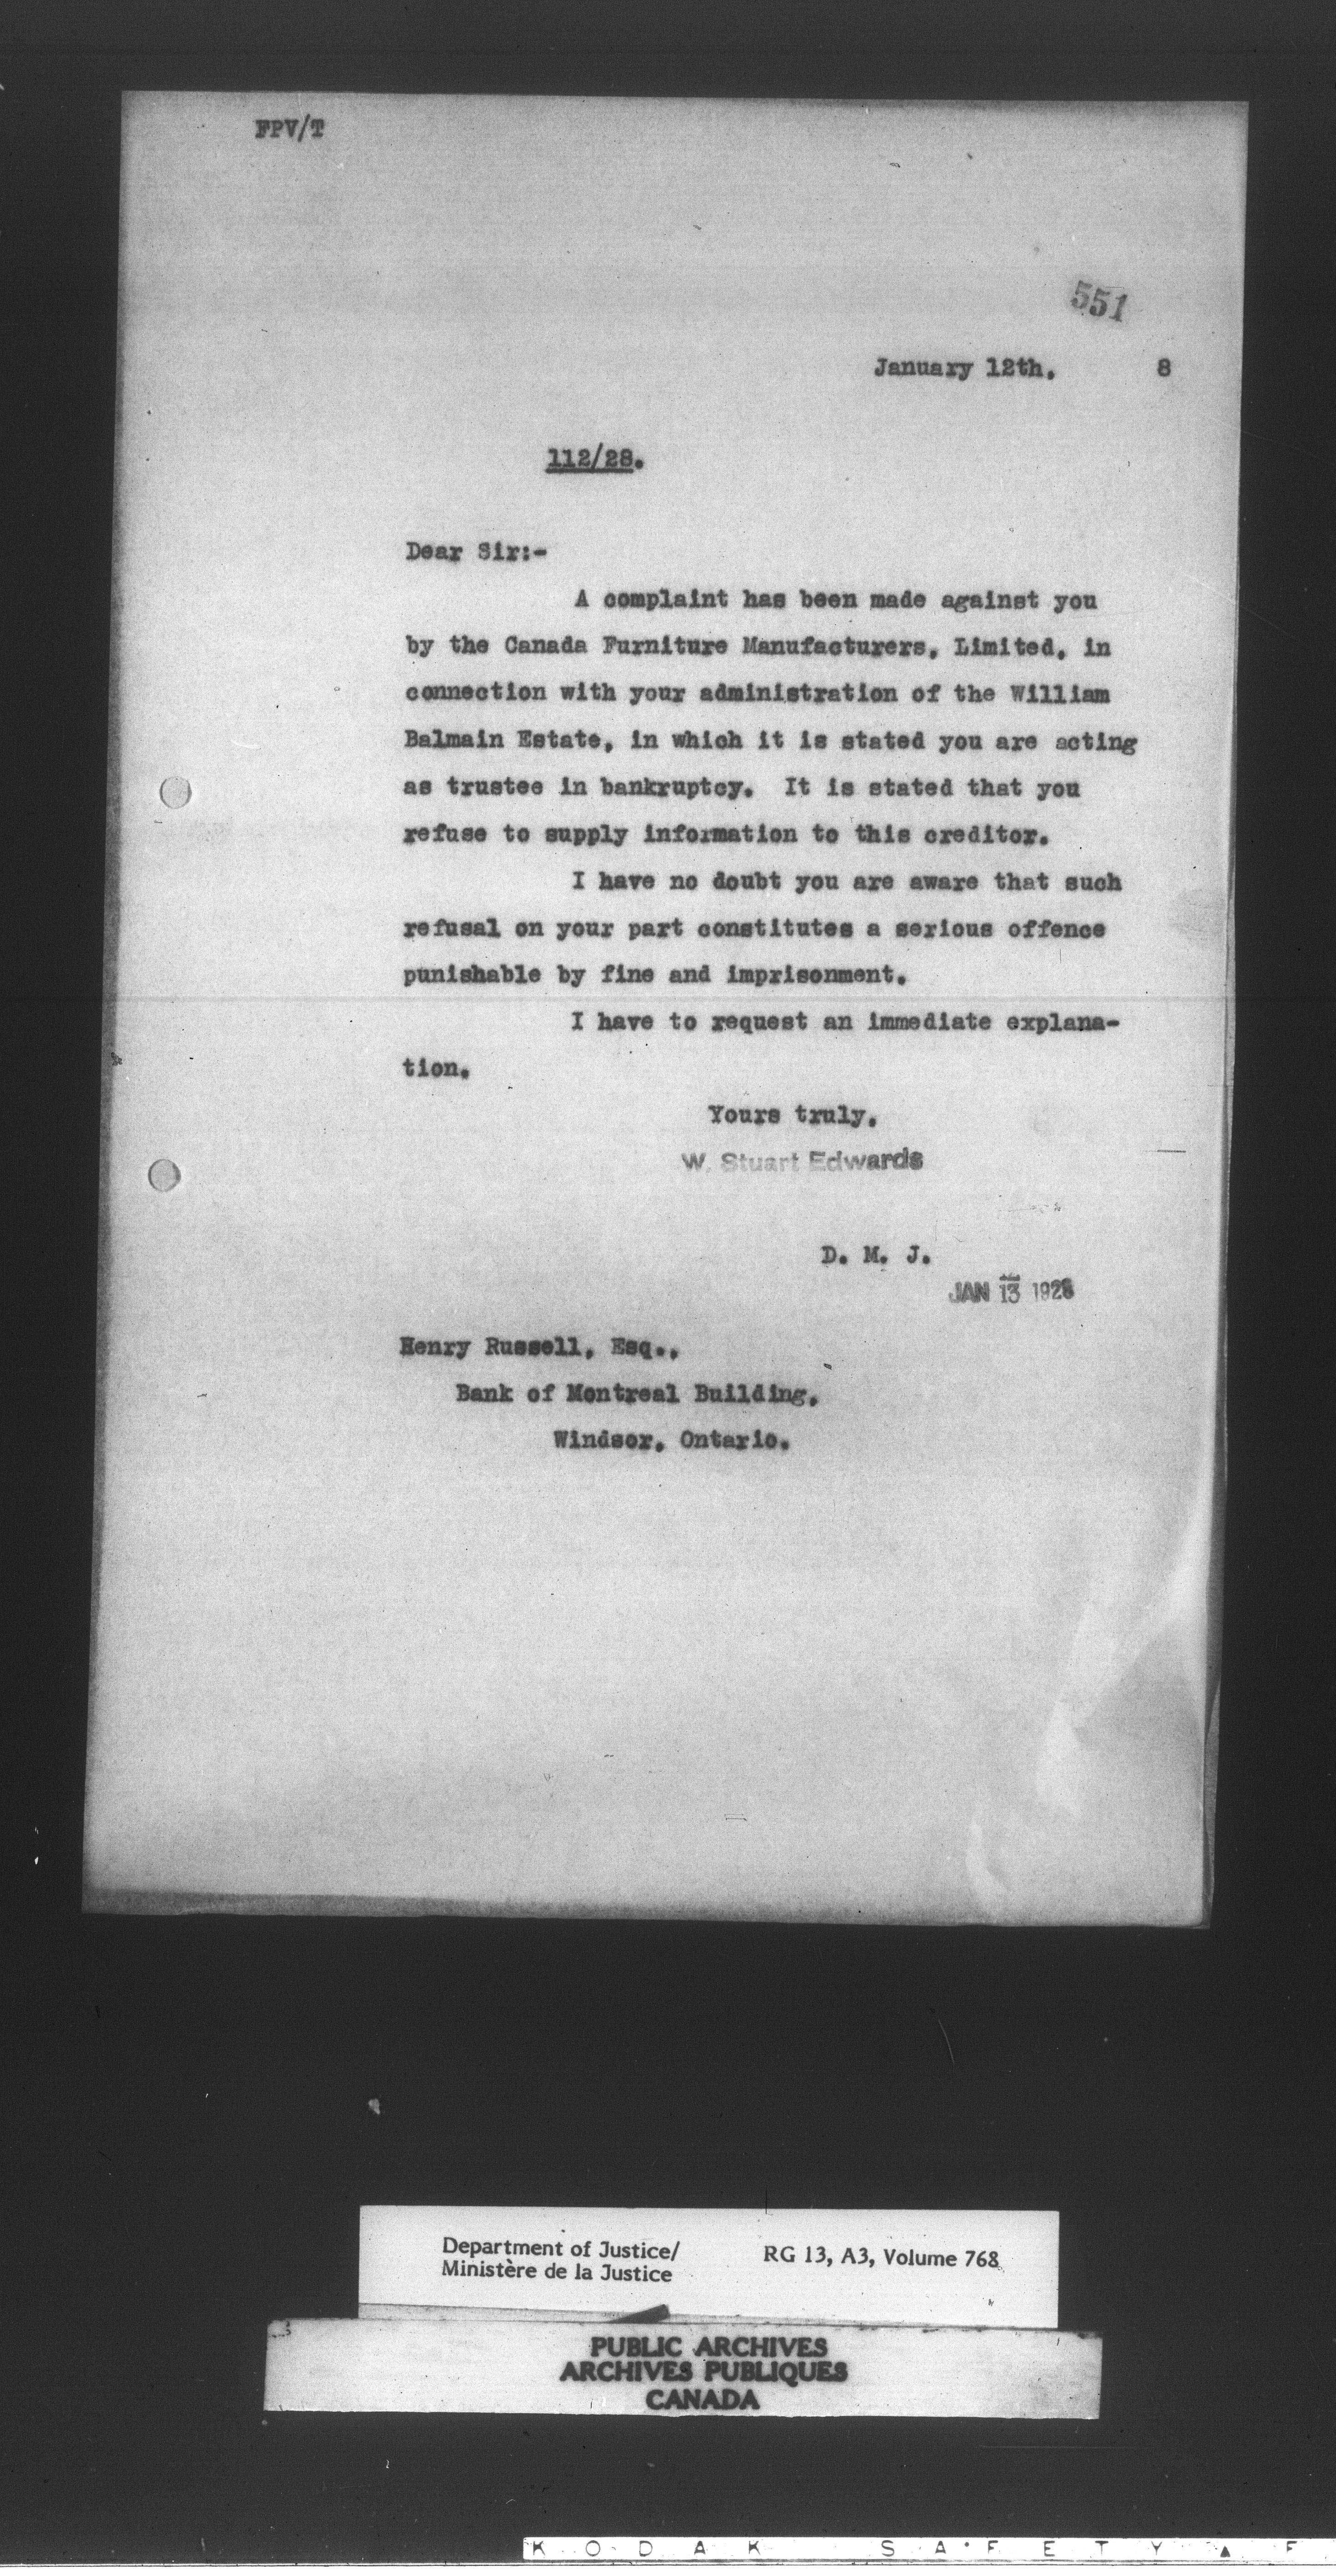 FPV/T
551
January 12th. 8
112/28.
Dear Sir:-
A complaint has been made against you
by the Canada Furniture Manufacturers, Limited, in
connection with your administration of the William
Balmain Estate, in which it is stated you are acting
as trustee in bankruptcy. It is stated that you
refuse to supply information to this creditor.
I have no doubt you are aware that such
refusal on your part constitutes a serious offence
punishable by fine and imprisonment.
I have to request an immediate explana-
tion.
Yours truly,
W. Stuart Edwards
D. M. J.
JAN 13 1928
Henry Russell, Esq.,
Bank of Montreal Building,
Windsor, Ontario.
Department of Justice/
Ministère de la Justice
RG 13, A3, Volume 768
PUBLIC ARCHIVES
ARCHIVES PUBLIQUES
CANADA
KODAK SAFETY ▲ F